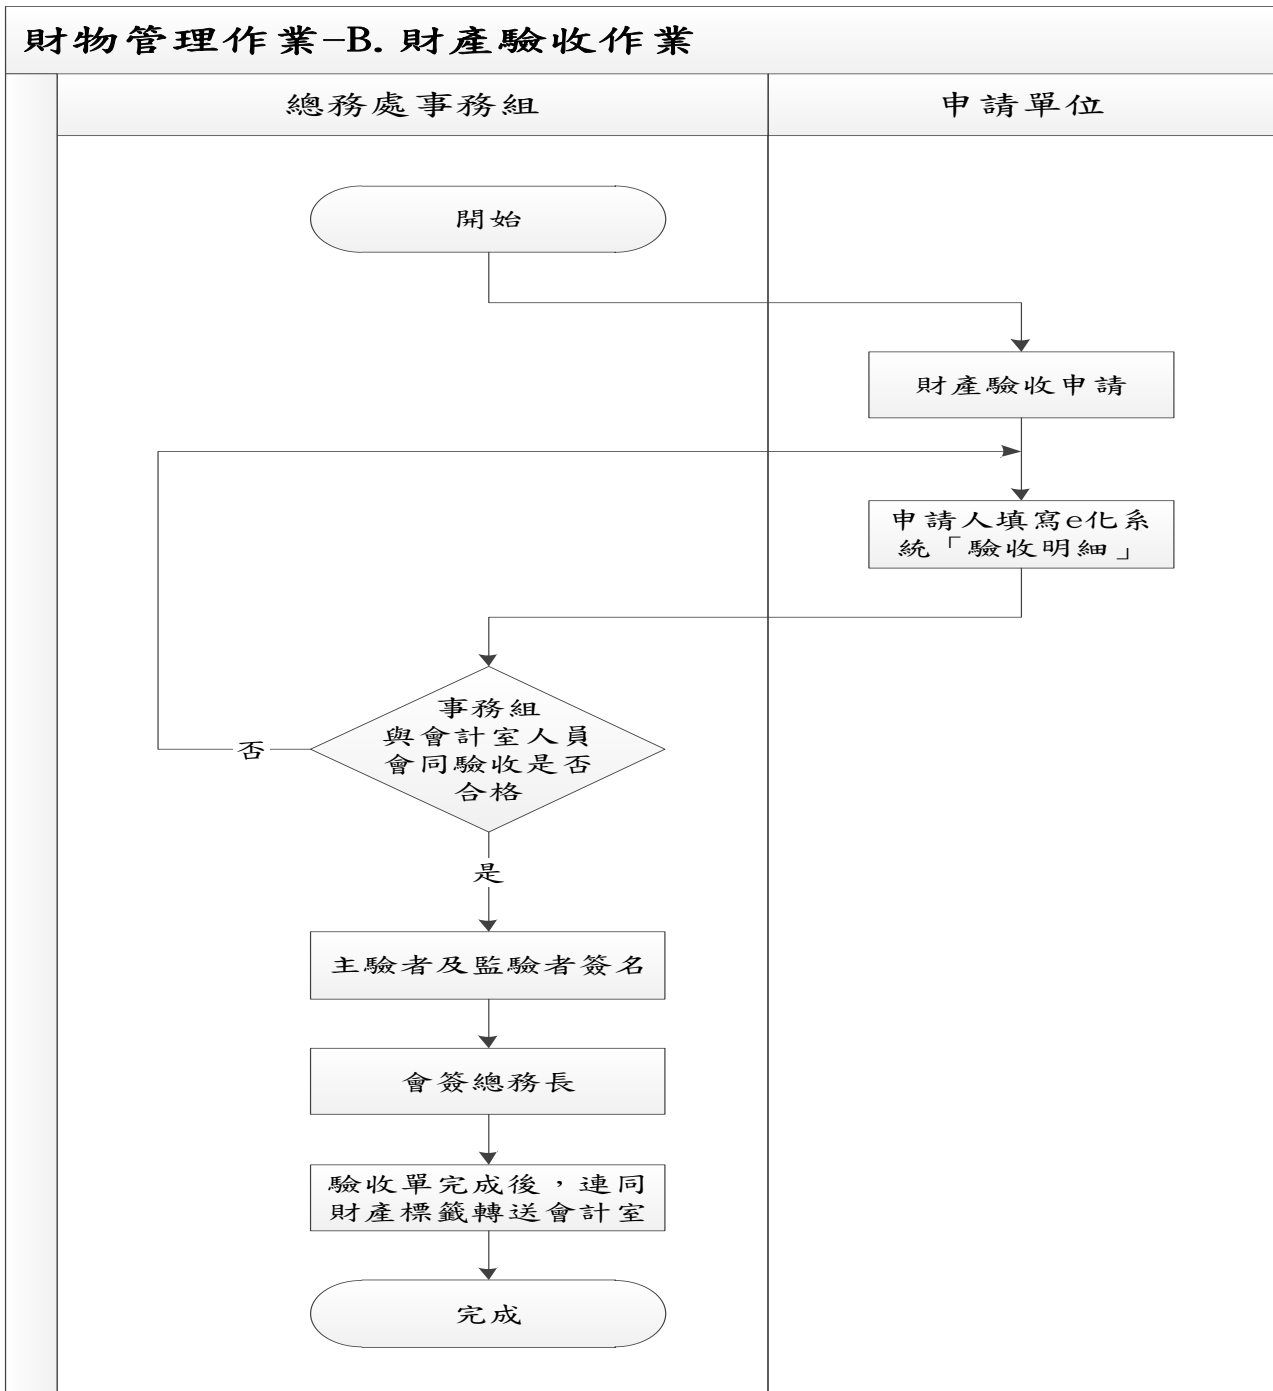 財物管理作業-B.財產驗收作業
總務處事務組
申請單位
開始
財產驗收申請
申請人填寫e化系
統「驗收明細」
事務組
與會計室人員
會同驗收是否
合格
否
是
主驗者及監驗者簽名
會簽總務長
驗收單完成後，連同
財產標籤轉送會計室
完成